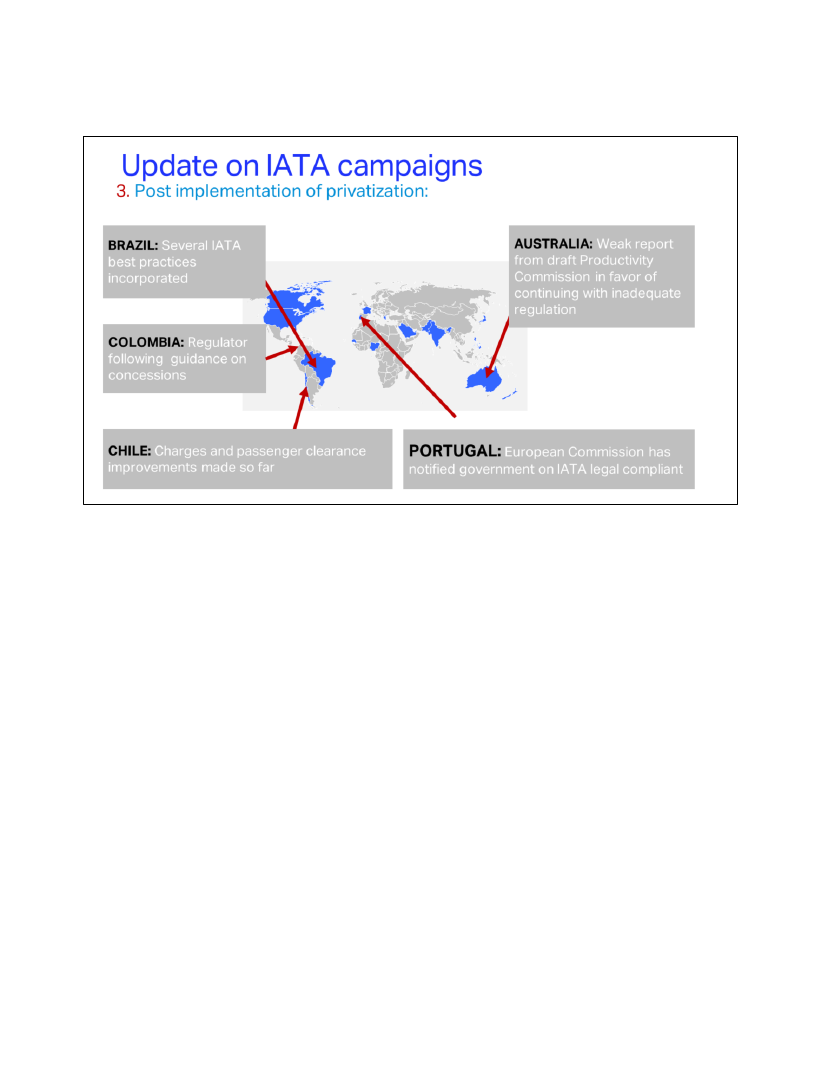 Update on IATA campaigns
3. Post implementation of privatization:
BRAZIL: Several IATA
best practices
incorporated
AUSTRALIA: Weak report
from draft Productivity
Commission in favor of
continuing with inadequate
regulation
COLOMBIA: Regulator
following guidance on
concessions
CHILE: Charges and passenger clearance
improvements made so far
PORTUGAL: European Commission has
notified government on IATA legal compliant